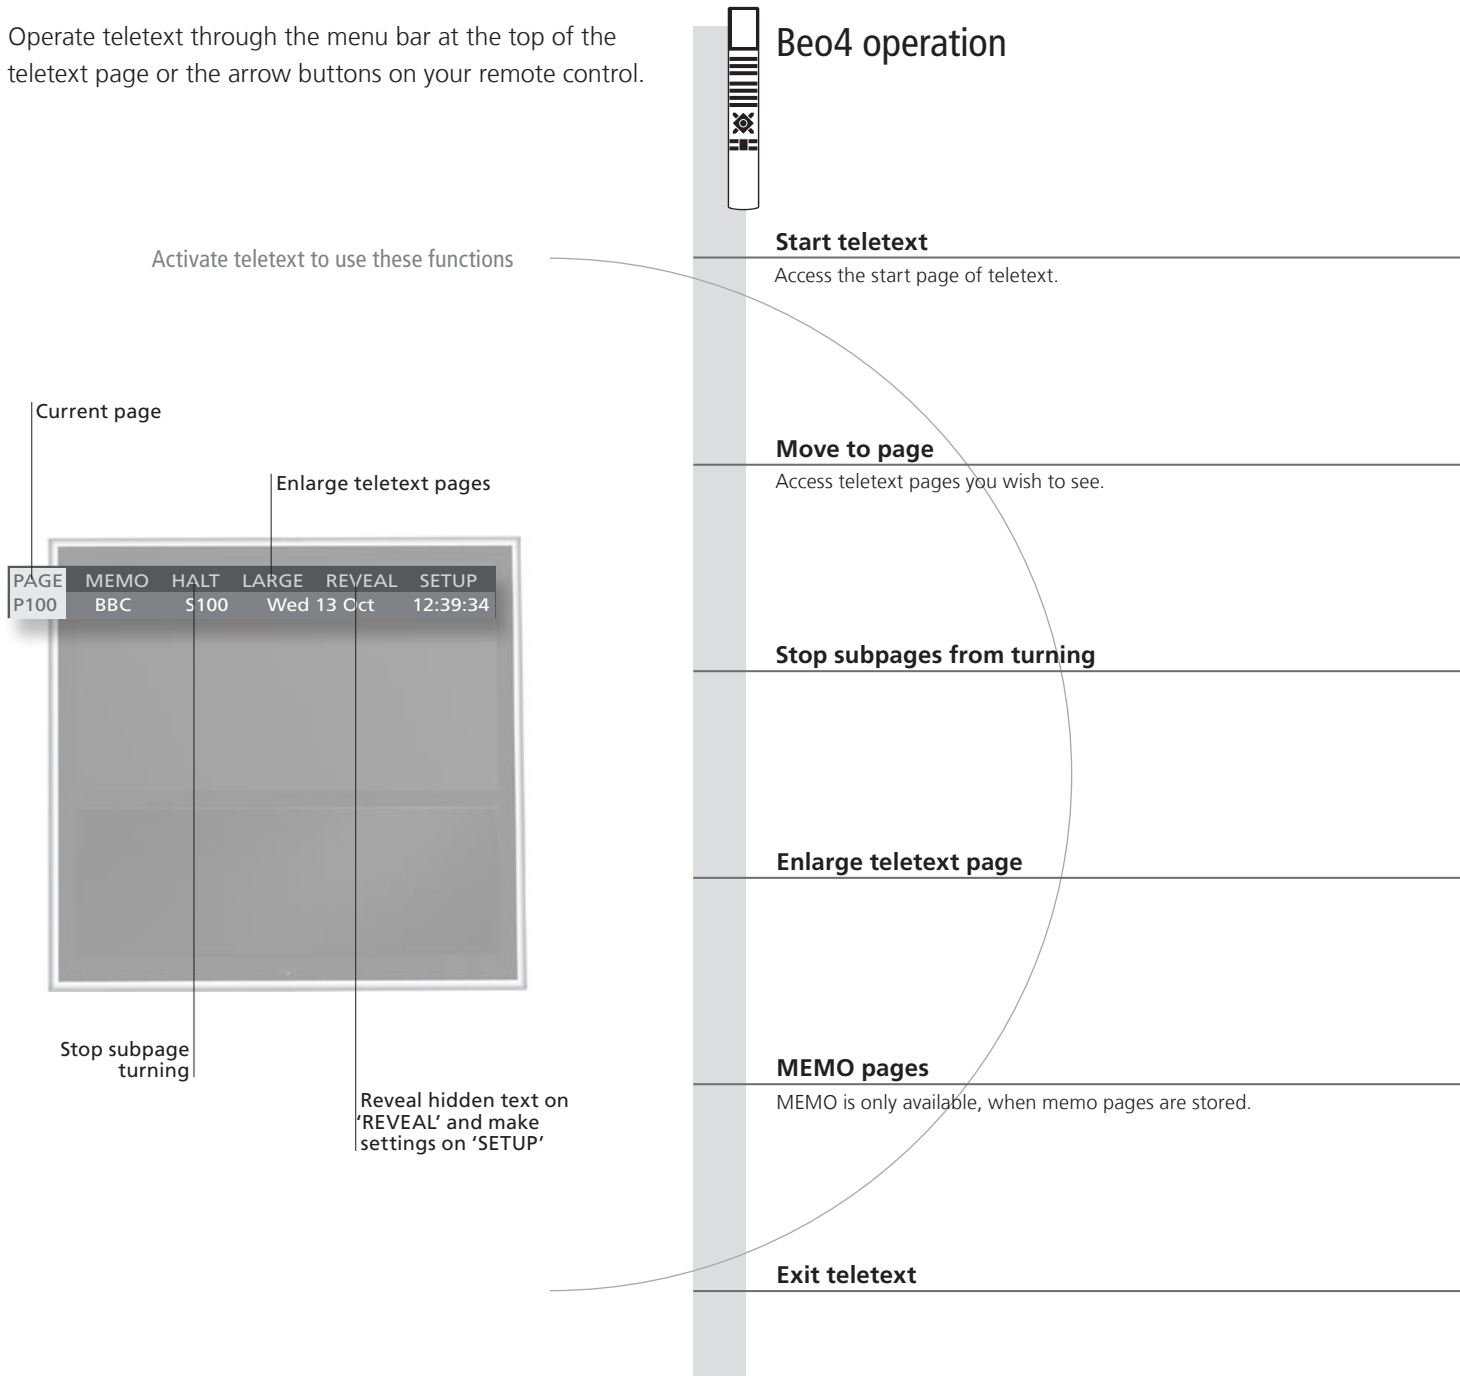 Operate teletext through the menu bar at the top of the
teletext page or the arrow buttons on your remote control.
Activate teletext to use these functions
Current page
Enlarge teletext pages
PAGE MEMO HALT LARGE REVEAL SETUP
P100 BBC S100 Wed 13 Oct 12:39:34
Stop subpage
turning
Reveal hidden text on
‘REVEAL’ and make
settings on ‘SETUP’
Beo4 operation
Start teletext
Access the start page of teletext.
Move to page
Access teletext pages you wish to see.
Stop subpages from turning
Enlarge teletext page
MEMO pages
MEMO is only available, when memo pages are stored.
Exit teletext